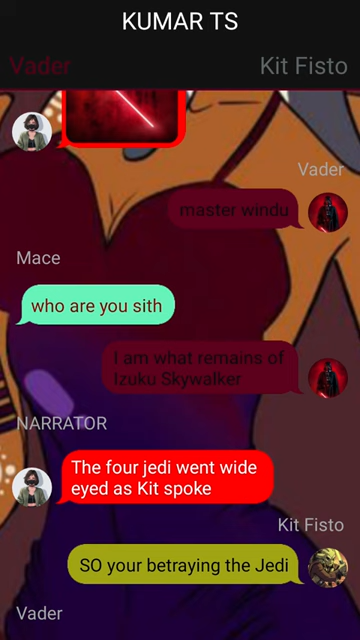 KUMAR TS
Vader Kit Fisto
Vader
master windu
Mace
who are you sith
I am what remains of
Izuku Skywalker
NARRATOR
The four jedi went wide
eyed as Kit spoke
Kit Fisto
SO your betraying the Jedi
Vader